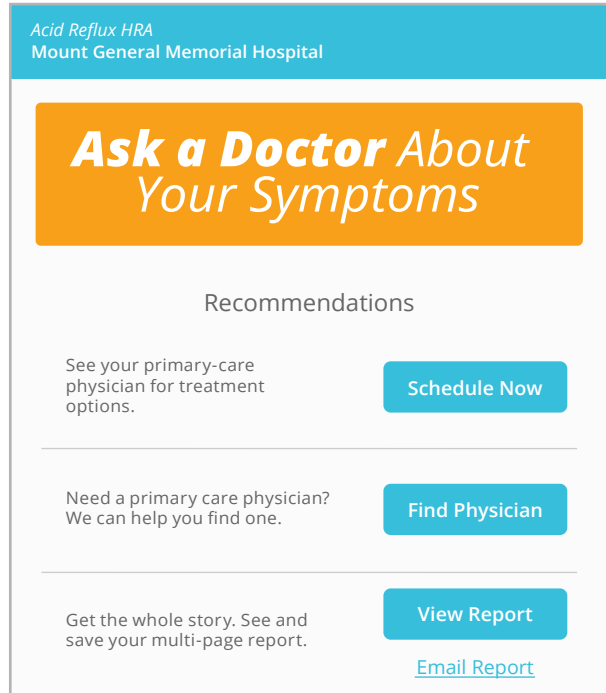 Acid Reflux HRA
Mount General Memorial Hospital
Ask a Doctor About
Your Symptoms
Recommendations
See your primary-care
physician for treatment
options.
Schedule Now
Need a primary care physician?
We can help you find one.
Find Physician
Get the whole story. See and
save your multi-page report.
View Report
Email Report